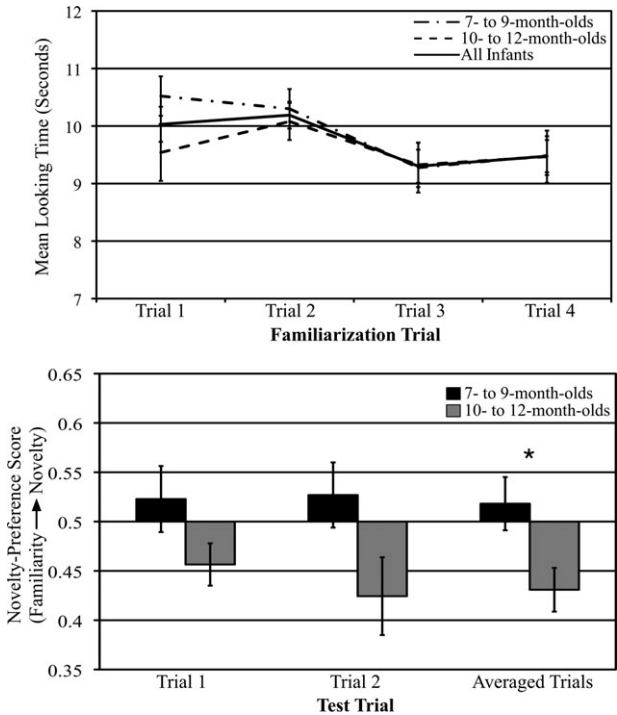 12
11
10
9
8
7
Mean Looking Time (Seconds)
7- to 9-month-olds
10- to 12-month-olds
All Infants
Trial 1 Trial 2 Trial 3 Trial 4
Familiarization Trial
0.65
0.6
0.55
0.5
0.45
0.4
0.35
Novelty-Preference Score
(Familiarity → Novelty)
7- to 9-month-olds
10- to 12-month-olds
*
Trial 1 Trial 2 Averaged Trials
Test Trial